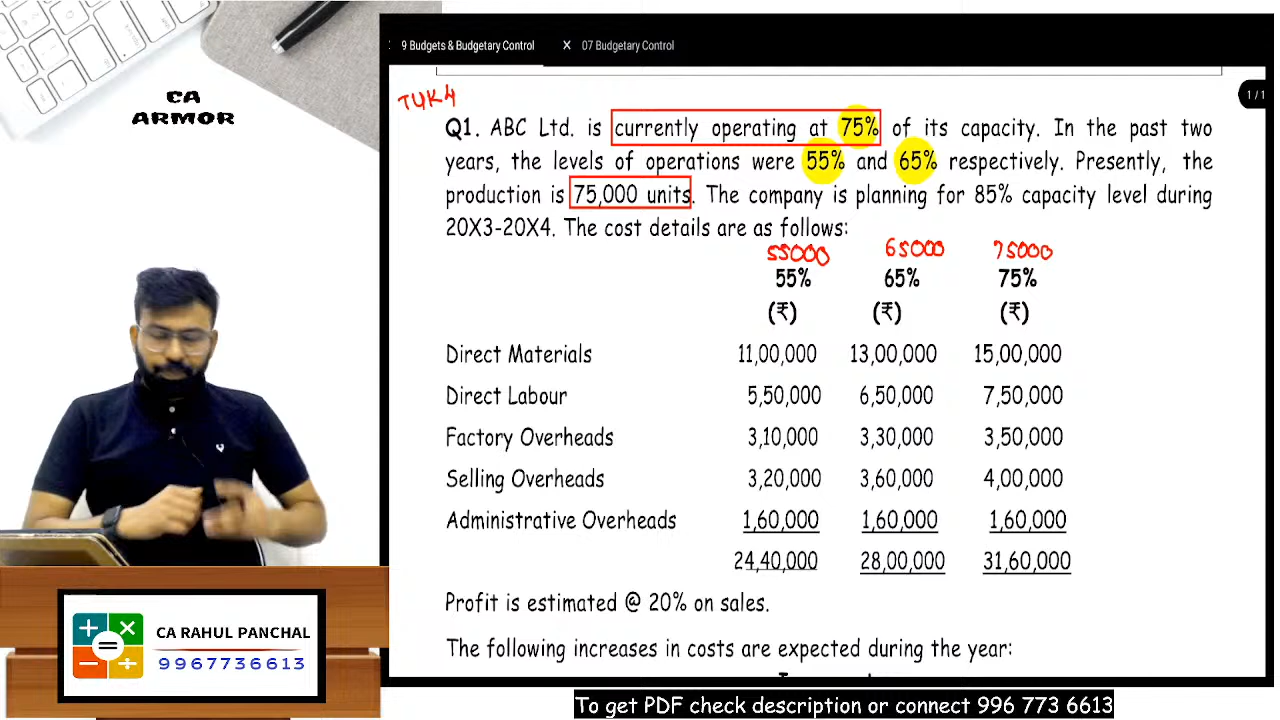 CA
ARMOR
9 Budgets & Budgetary Control
× 07 Budgetary Control
1/1
TYK 4
Q1. ABC Ltd. is currently operating at 75% of its capacity. In the past two
years, the levels of operations were 55% and 65% respectively. Presently, the
production is 75,000 units. The company is planning for 85% capacity level during
20X3-20X4. The cost details are as follows:
55000 65000 75000
55% 65% 75%
(₹) (₹) (₹)
Direct Materials 11,00,000 13,00,000 15,00,000
Direct Labour 5,50,000 6,50,000 7,50,000
Factory Overheads 3,10,000 3,30,000 3,50,000
Selling Overheads 3,20,000 3,60,000 4,00,000
Administrative Overheads 1,60,000 1,60,000 1,60,000
24,40,000 28,00,000 31,60,000
Profit is estimated @ 20% on sales.
The following increases in costs are expected during the year:
CA RAHUL PANCHAL
9967736613
To get PDF check description or connect 996 773 6613